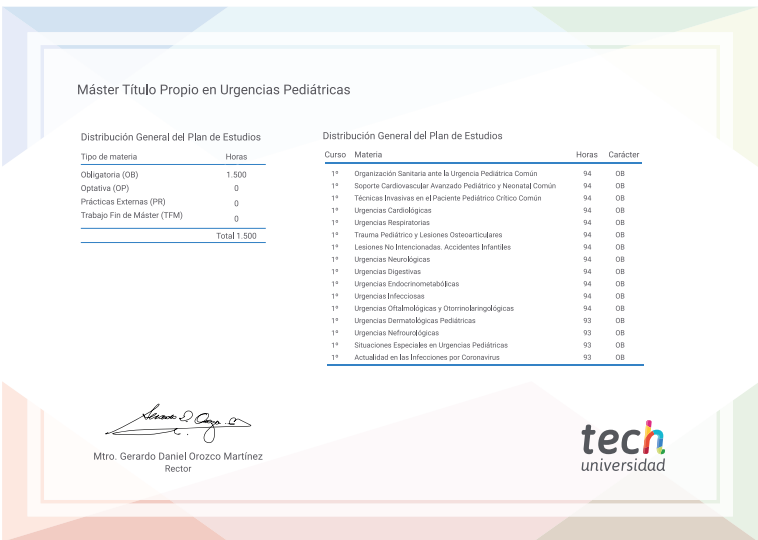 Máster Título Propio en Urgencias Pediátricas
Distribución General del Plan de Estudios
Tipo de materia Horas
Obligatoria (OB) 1.500
Optativa (OP) 0
Prácticas Externas (PR) 0
Trabajo Fin de Máster (TFM) 0
Total 1.500
Distribución General del Plan de Estudios
Curso Materia Horas Carácter
1º Organización Sanitaria ante la Urgencia Pediátrica Común 94 OB
1º Soporte Cardiovascular Avanzado Pediátrico y Neonatal Común 94 OB
1º Técnicas Invasivas en el Paciente Pediátrico Crítico Común 94 OB
1º Urgencias Cardiológicas 94 OB
1º Urgencias Respiratorias 94 OB
1º Trauma Pediátrico y Lesiones Osteoarticulares 94 OB
1º Lesiones No Intencionadas. Accidentes Infantiles 94 OB
1º Urgencias Neurológicas 94 OB
1º Urgencias Digestivas 94 OB
1º Urgencias Endocrinometabólicas 94 OB
1º Urgencias Infecciosas 94 OB
1º Urgencias Oftalmológicas y Otorrinolaringológicas 94 OB
1º Urgencias Dermatológicas Pediátricas 93 OB
1º Urgencias Nefrourológicas 93 OB
1º Situaciones Especiales en Urgencias Pediátricas 93 OB
1º Actualidad en las Infecciones por Coronavirus 93 OB
Mtro. Gerardo Daniel Orozco Martínez
Rector
tech
universidad